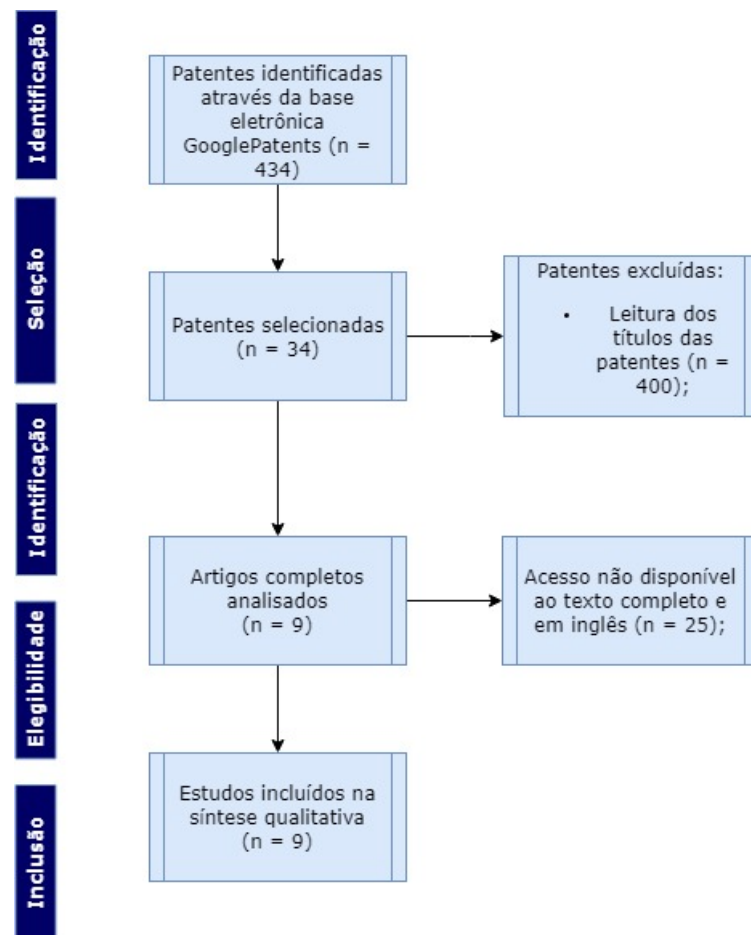 Identificação
Patentes identificadas
através da base
eletrônica
GooglePatents (n =
434)
Seleção
Patentes selecionadas
(n = 34)
Patentes excluídas:
• Leitura dos
títulos das
patentes (n =
400);
Identificação
Artigos completos
analisados
(n = 9)
Acesso não disponível
ao texto completo e
em inglês (n = 25);
Elegibilidade
Estudos incluídos na
síntese qualitativa
(n = 9)
Inclusão